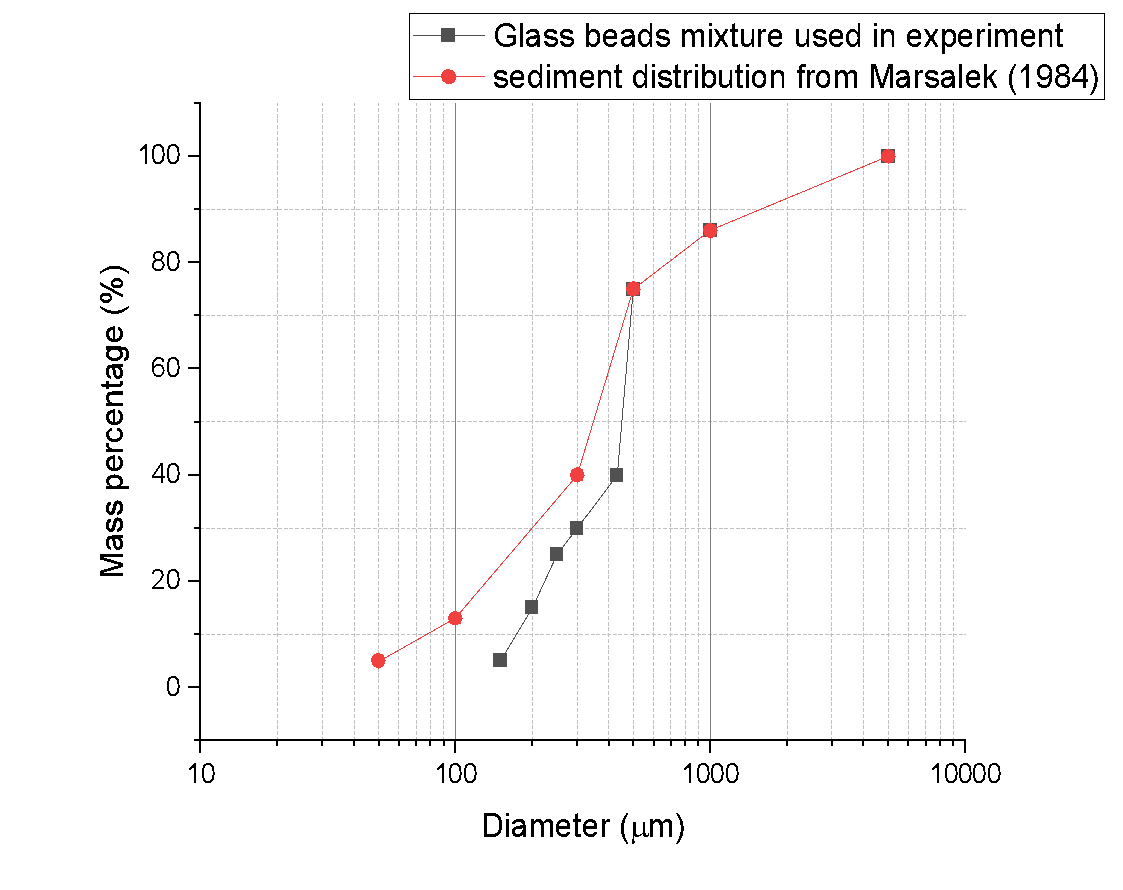 Glass beads mixture used in experiment
sediment distribution from Marsalek (1984)
100
80
60
40
20
0
Mass percentage (%)
10
100
1000
10000
Diameter (μm)